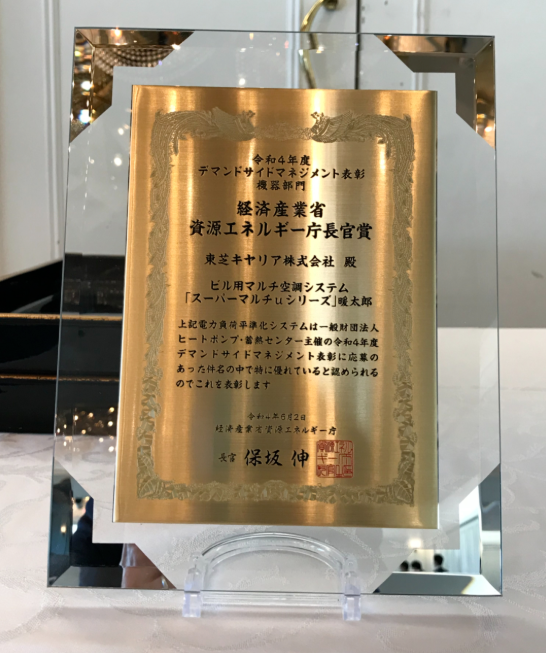 令和4年度
デマンドサイドマネジメント表彰
機器部門
経済産業省
資源エネルギー庁長官賞
東芝キヤリア株式会社 殿
ビル用マルチ空調システム
「スーパーマルチuシリーズ」暖太郎
上記電力負荷平準化システムは一般財団法人
ヒートポンプ・蓄熱センター主催の令和4年度
デマンドサイドマネジメント表彰に応募の
あった件名の中で特に優れていると認められる
のでこれを表彰します
令和4年8月2日
経済産業省資源エネルギー庁
長官 保坂 伸